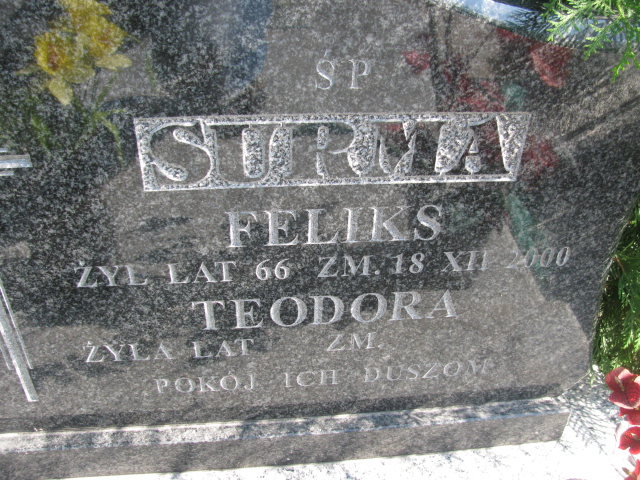 ŚP
SURMA
FELIKS
ŻYŁ LAT 66 ZM. 18 XII 2000
TEODORA
ŻYŁA LAT ZM.
POKÓJ ICH DUSZOM